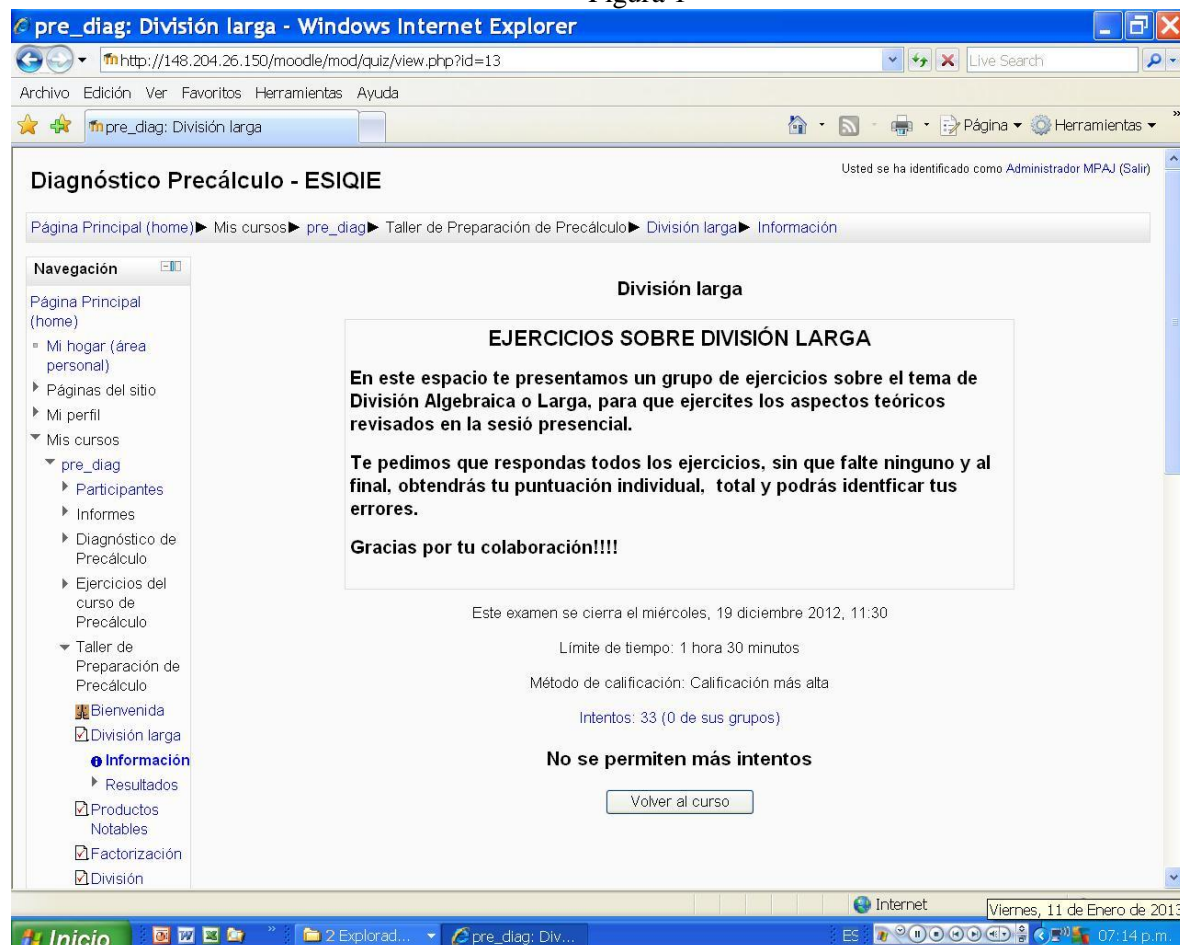 Figura 1
pre_diag: División larga - Windows Internet Explorer
http://148.204.26.150/moodle/mod/quiz/view.php?id=13
Live Search
Archivo Edición Ver Favoritos Herramientas Ayuda
pre_diag: División larga
Página
Herramientas
»
Diagnóstico Precálculo - ESIQIE
Usted se ha identificado como Administrador MPAJ (Salir)
Página Principal (home)► Mis cursos► pre_diag► Taller de Preparación de Precálculo► División larga► Información
Navegación
Página Principal
(home)
Mi hogar (área
personal)
Páginas del sitio
Mi perfil
Mis cursos
pre_diag
Participantes
Informes
Diagnóstico de
Precálculo
Ejercicios del
curso de
Precálculo
Taller de
Preparación de
Precálculo
Bienvenida
División larga
Información
Resultados
Productos
Notables
Factorización
División
División larga
EJERCICIOS SOBRE DIVISIÓN LARGA
En este espacio te presentamos un grupo de ejercicios sobre el tema de
División Algebraica o Larga, para que ejercites los aspectos teóricos
revisados en la sesió presencial.
Te pedimos que respondas todos los ejercicios, sin que falte ninguno y al
final, obtendrás tu puntuación individual, total y podrás identficar tus
errores.
Gracias por tu colaboración!!!!
Este examen se cierra el miércoles, 19 diciembre 2012, 11:30
Límite de tiempo: 1 hora 30 minutos
Método de calificación: Calificación más alta
Intentos: 33 (0 de sus grupos)
No se permiten más intentos
Volver al curso
Internet
Viernes, 11 de Enero de 2013
Inicio
»
2 Explorad...
pre_diag: Div...
ES
07:14 p.m.